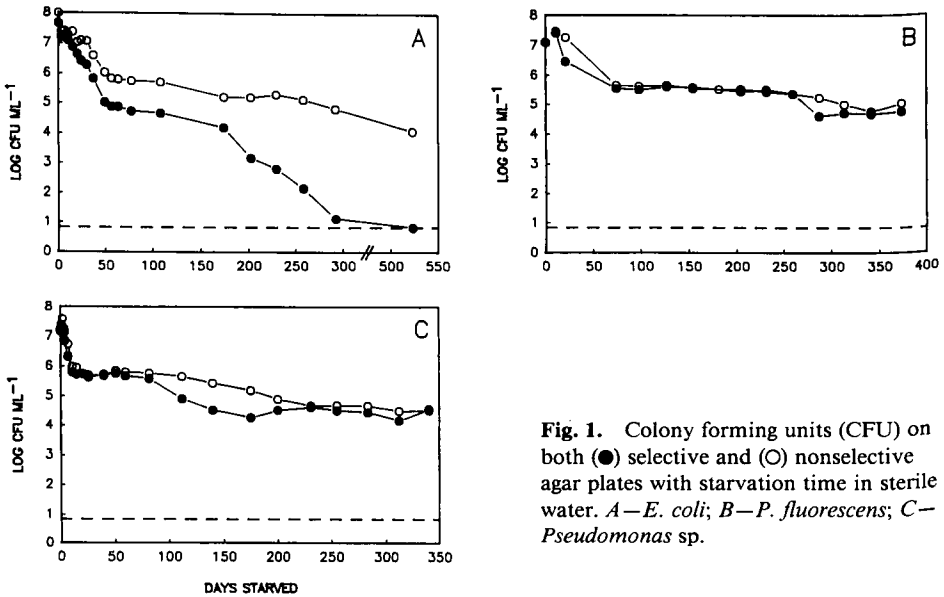 A
LOG CFU ML⁻¹
8
7
6
5
4
3
2
1
0
0 50 100 150 200 250 300 500 550
B
LOG CFU ML⁻¹
8
7
6
5
4
3
2
1
0
0 50 100 150 200 250 300 350 400
C
LOG CFU ML⁻¹
8
7
6
5
4
3
2
1
0
0 50 100 150 200 250 300 350
DAYS STARVED
Fig. 1. Colony forming units (CFU) on
both (●) selective and (○) nonselective
agar plates with starvation time in sterile
water. A—E. coli; B—P. fluorescens; C—
Pseudomonas sp.